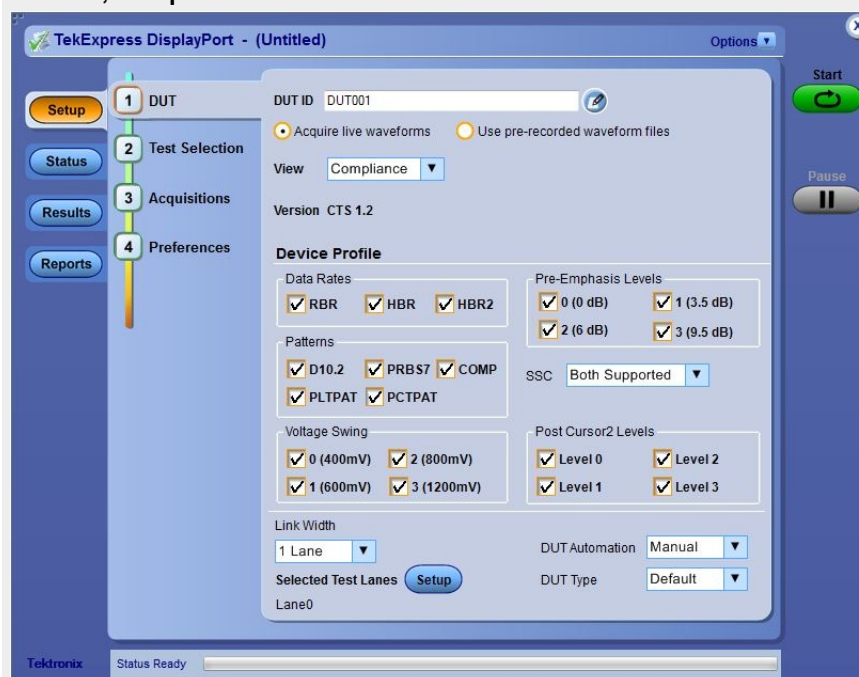 TekExpress DisplayPort - (Untitled)
Options
Start
Pause
Setup
Status
Results
Reports
1 DUT
2 Test Selection
3 Acquisitions
4 Preferences
DUT ID DUT001
Acquire live waveforms Use pre-recorded waveform files
View Compliance
Version CTS 1.2
Device Profile
Data Rates
RBR HBR HBR2
Patterns
D10.2 PRBS7 COMP
PLTPAT PCTPAT
Voltage Swing
0 (400mV) 2 (800mV)
1 (600mV) 3 (1200mV)
Pre-Emphasis Levels
0 (0 dB) 1 (3.5 dB)
2 (6 dB) 3 (9.5 dB)
SSC Both Supported
Post Cursor2 Levels
Level 0 Level 2
Level 1 Level 3
Link Width
1 Lane
Selected Test Lanes Setup
Lane0
DUT Automation Manual
DUT Type Default
Tektronix Status Ready